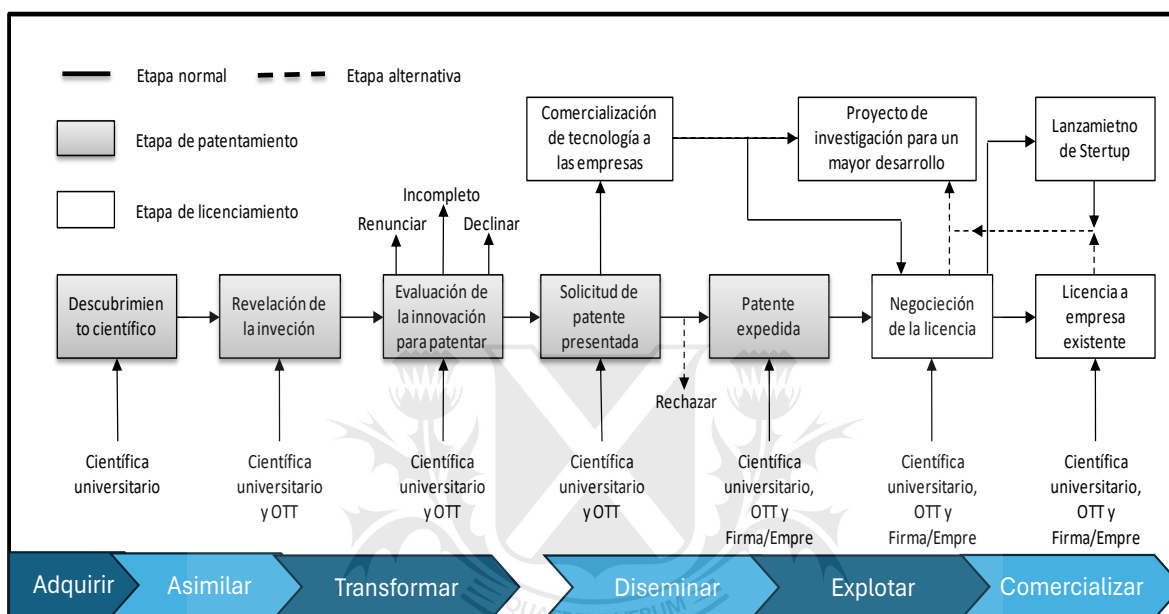 Etapa normal
Etapa alternativa
Etapa de patentamiento
Etapa de licenciamiento
Comercialización
de tecnología a
las empresas
Proyecto de
investigación para un
mayor desarrollo
Lanzamietno
de Stertup
Renunciar
Incompleto
Declinar
Descubrimien
to científico
Revelación de
la inveción
Evaluación de
la innovación
para patentar
Solicitud de
patente
presentada
Patente
expedida
Negocieción
de la licencia
Licencia a
empresa
existente
Rechazar
Científica
universitario
Científica
universitario
y OTT
Científica
universitario
y OTT
Científica
universitario
y OTT
Científica
universitario,
OTT y
Firma/Empre
Científica
universitario,
OTT y
Firma/Empre
Científica
universitario,
OTT y
Firma/Empre
Adquirir
Asimilar
Transformar
Diseminar
Explotar
Comercializar